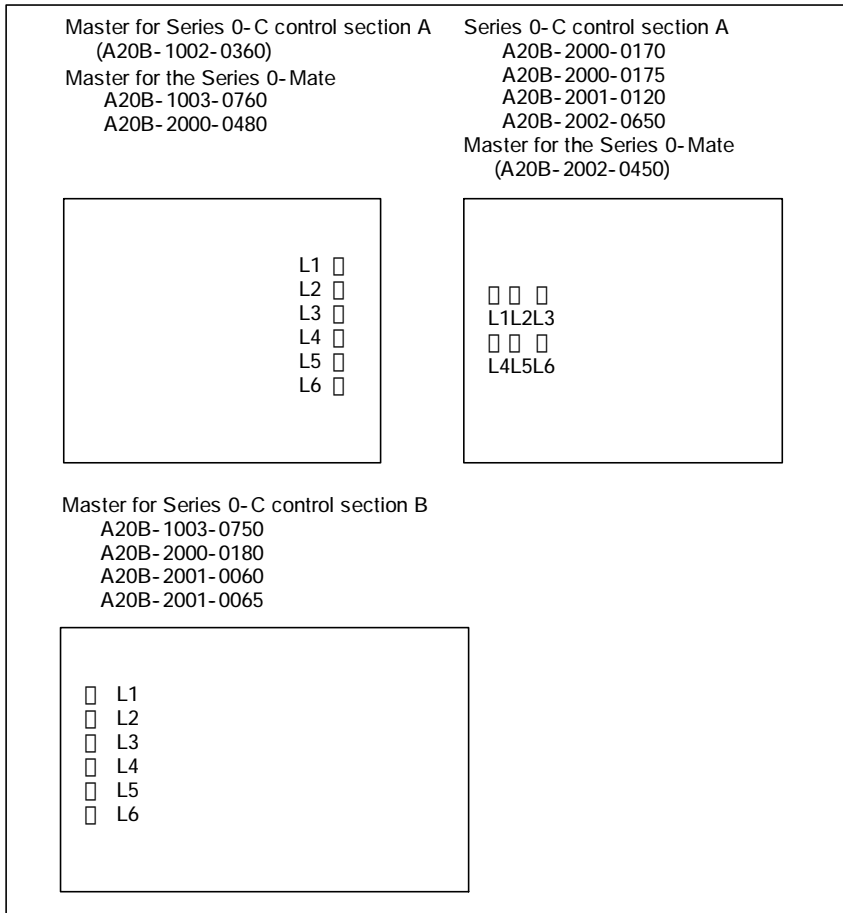 Master for Series 0-C control section A
(A20B-1002-0360)
Master for the Series 0-Mate
A20B-1003-0760
A20B-2000-0480
Series 0-C control section A
A20B-2000-0170
A20B-2000-0175
A20B-2001-0120
A20B-2002-0650
Master for the Series 0-Mate
(A20B-2002-0450)
L1
L2
L3
L4
L5
L6
L1L2L3
L4L5L6
Master for Series 0-C control section B
A20B-1003-0750
A20B-2000-0180
A20B-2001-0060
A20B-2001-0065
L1
L2
L3
L4
L5
L6